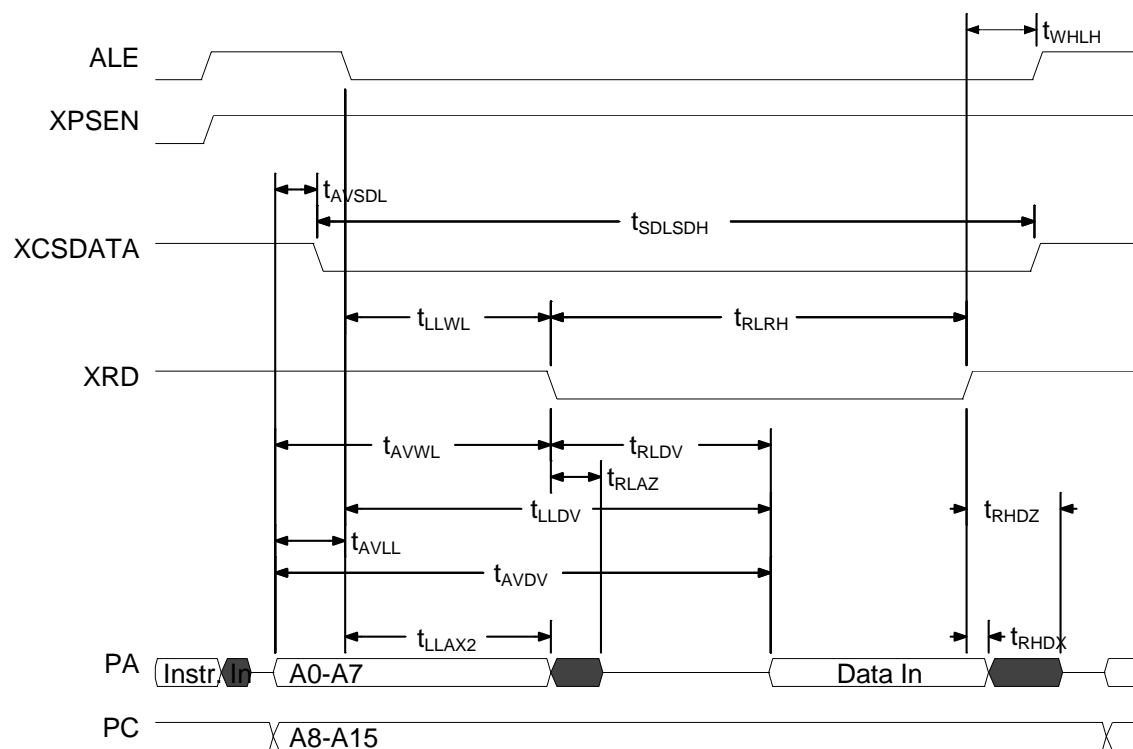 tWHLH
ALE
XPSEN
tAVSDL
tSDLSDH
XCSDATA
tLLWL tRLRH
XRD
tAVWL tRLDV
tRLAZ
tLLDV tRHDZ
tAVLL
tAVDV
tLLAX2 tRHDX
PA Instr. In A0-A7 Data In
PC A8-A15